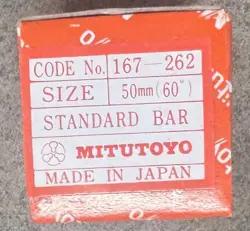 CODE No. 167—262
SIZE 50mm(60°)
STANDARD BAR
MITUTOYO
MADE IN JAPAN